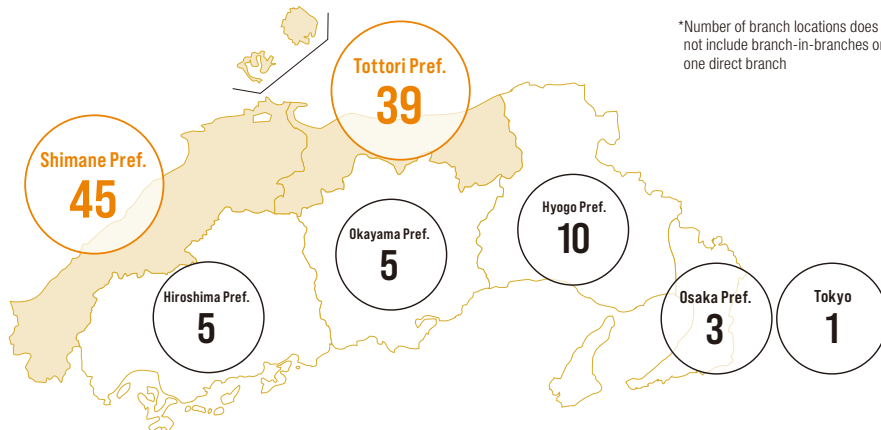 *Number of branch locations does
not include branch-in-branches or
one direct branch
Tottori Pref.
39
Shimane Pref.
45
Hyogo Pref.
10
Okayama Pref.
5
Hiroshima Pref.
5
Osaka Pref.
3
Tokyo
1